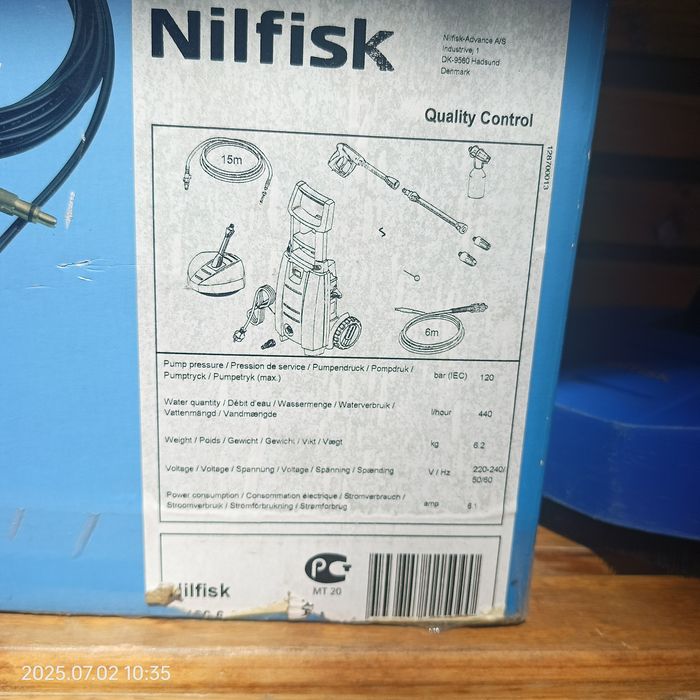 Nilfisk
Nilfisk-Advance A/S
Industrivej 1
DK-9560 Hadsund
Denmark
Quality Control
128700013
15m
6m
Pump pressure / Pression de service / Pumpendruck / Pompdruk /
Pumptryck / Pumpetryk (max.)
bar (IEC) 120
Water quantity / Débit d'eau / Wassermenge / Waterverbruik /
Vattenmängd / Vandmængde
l/hour 440
Weight / Poids / Gewicht / Gewicht / Vikt / Vægt
kg 6.2
Voltage / Voltage / Spannung / Voltage / Spänning / Spænding
V / Hz 220-240/
50/60
Power consumption / Consommation électrique / Stromverbrauch /
Stroomverbruik / Strömförbrukning / Strømforbrug
amp 6.1
Nilfisk
PCT
MT 20
2025.07.02 10:35